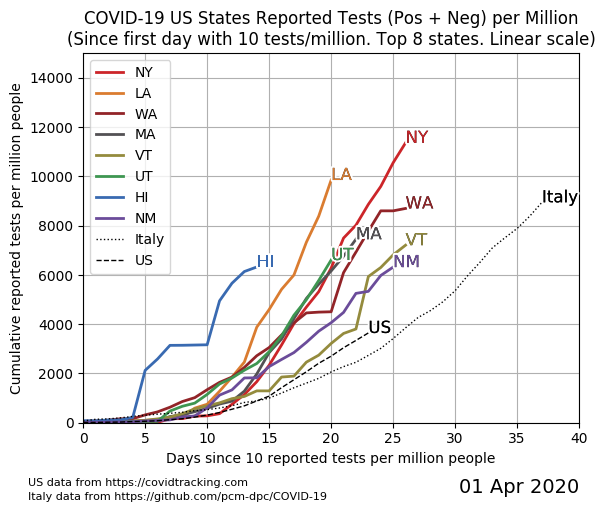 COVID-19 US States Reported Tests (Pos + Neg) per Million
(Since first day with 10 tests/million. Top 8 states. Linear scale)
Cumulative reported tests per million people
14000
12000
10000
8000
6000
4000
2000
0
NY
LA
WA
MA
VT
UT
HI
NM
Italy
US
NY
LA
Italy
WA
MA
VT
UT
HI
NM
US
0 5 10 15 20 25 30 35 40
Days since 10 reported tests per million people
US data from https://covidtracking.com
Italy data from https://github.com/pcm-dpc/COVID-19
01 Apr 2020